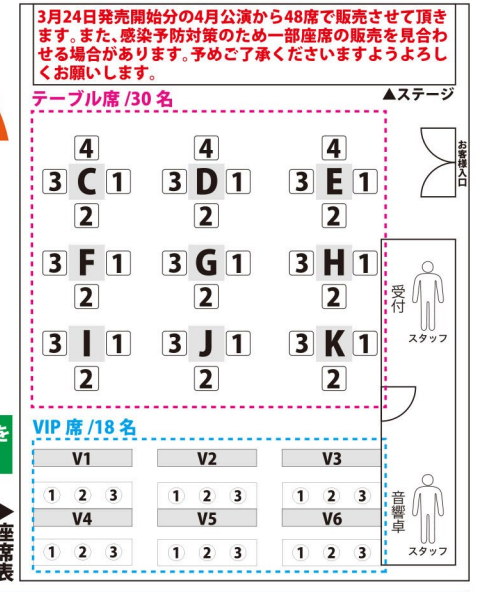 3月24日発売開始分の4月公演から48席で販売させて頂き
ます。また、感染予防対策のため一部座席の販売を見合わ
せる場合があります。予めご了承くださいますようよろし
くお願いします。
テーブル席 /30 名
▲ステージ
お客様入口
4 4 4
3 C 1 3 D 1 3 E 1
2 2 2
3 F 1 3 G 1 3 H 1
2 2 2
受付
スタッフ
3 I 1 3 J 1 3 K 1
2 2 2
を
VIP 席 /18 名
V1 V2 V3
1 2 3 1 2 3 1 2 3
V4 V5 V6
1 2 3 1 2 3 1 2 3
音響卓
スタッフ
▶座席表